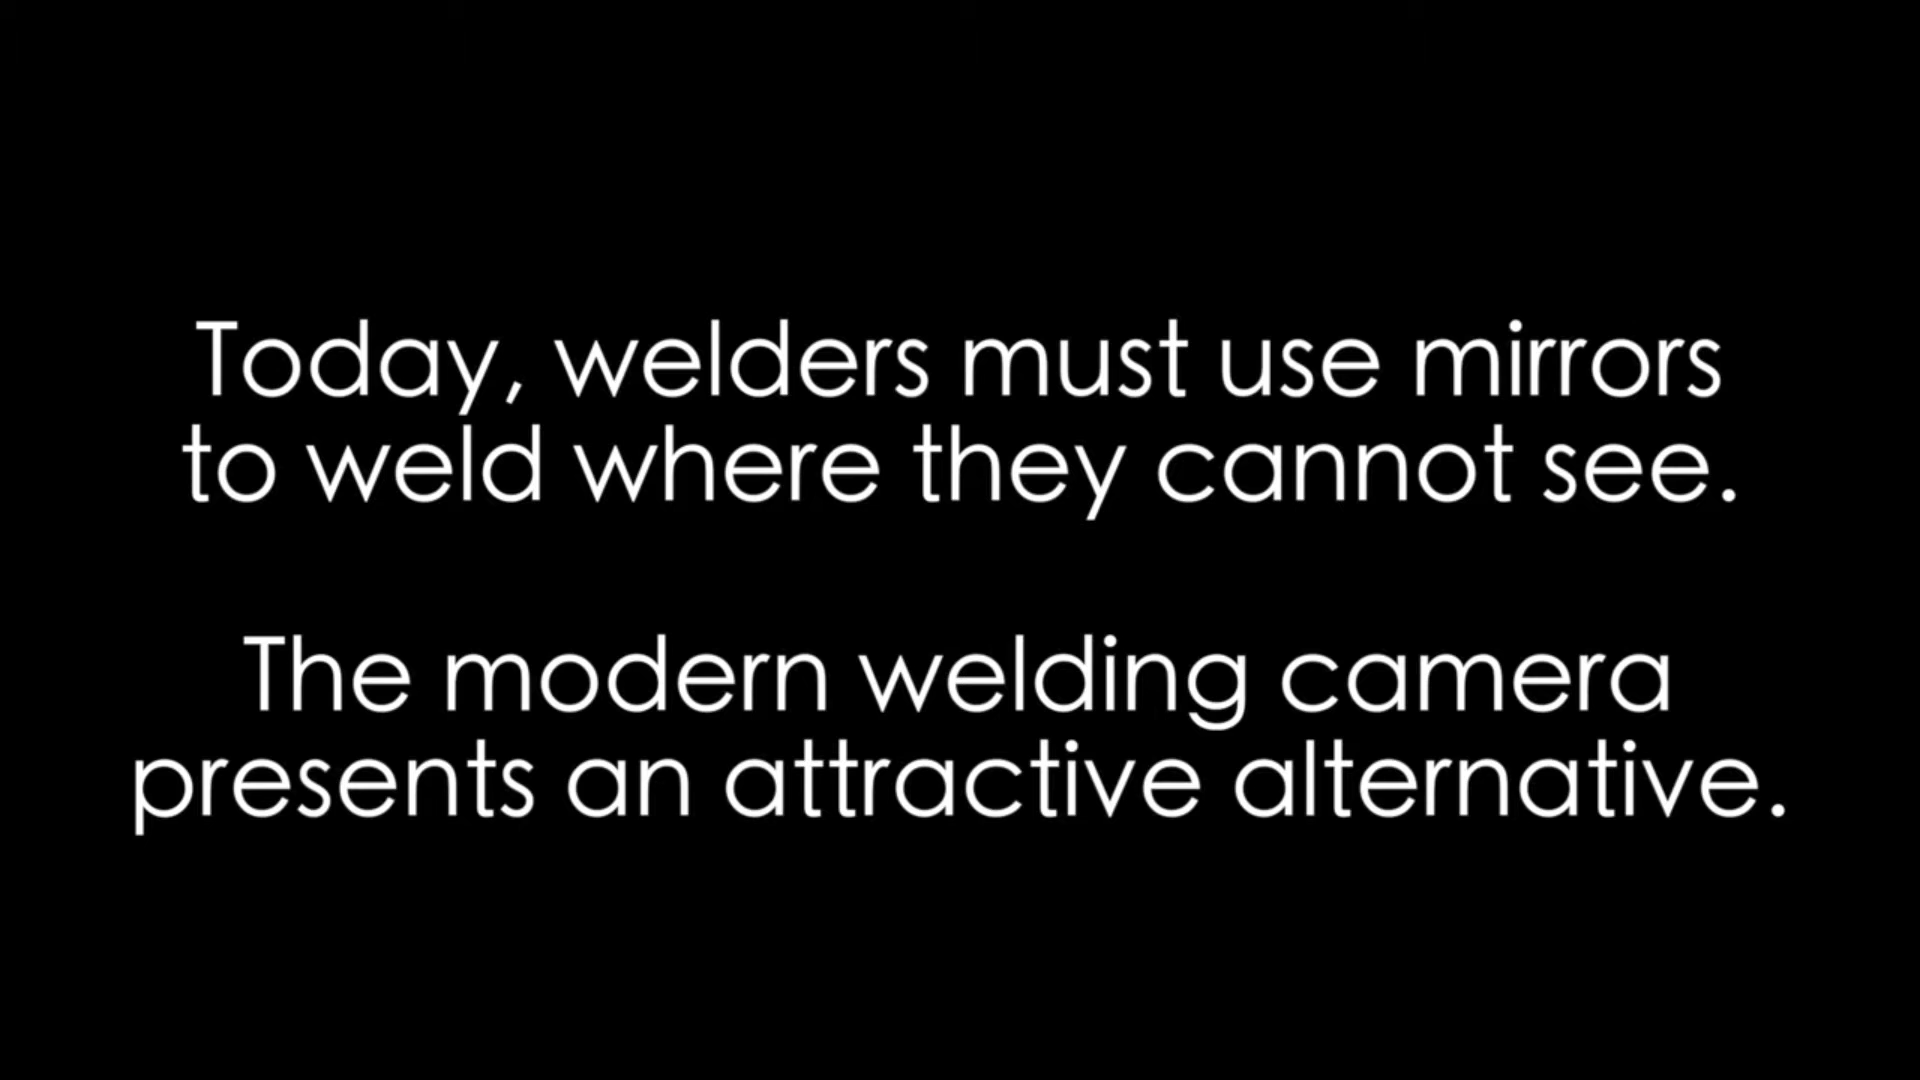 Today, welders must use mirrors
to weld where they cannot see.
The modern welding camera
presents an attractive alternative.